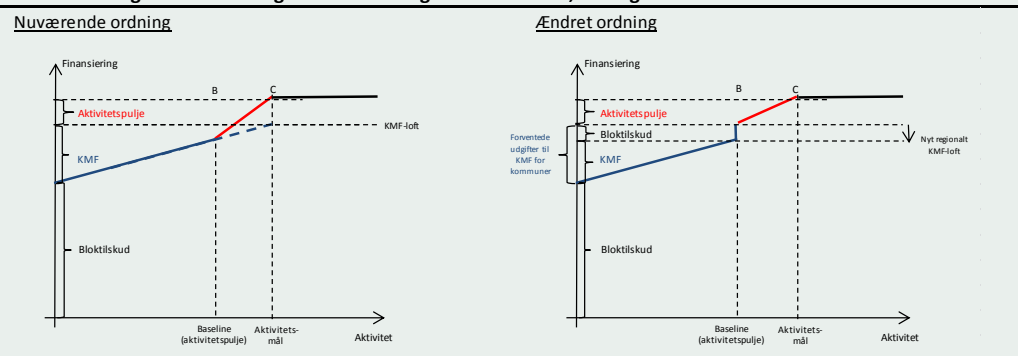 Nuværende ordning
Finansiering
B
C
Aktivitetspulje
KMF-loft
KMF
Bloktilskud
Baseline
(aktivitetspulje)
Aktivitets-
mål
Aktivitet
Ændret ordning
Finansiering
B
C
Aktivitetspulje
Bloktilskud
Forventede
udgifter til
KMF for
kommuner
Nyt regionalt
KMF-loft
KMF
Bloktilskud
Baseline
(aktivitetspulje)
Aktivitets-
mål
Aktivitet